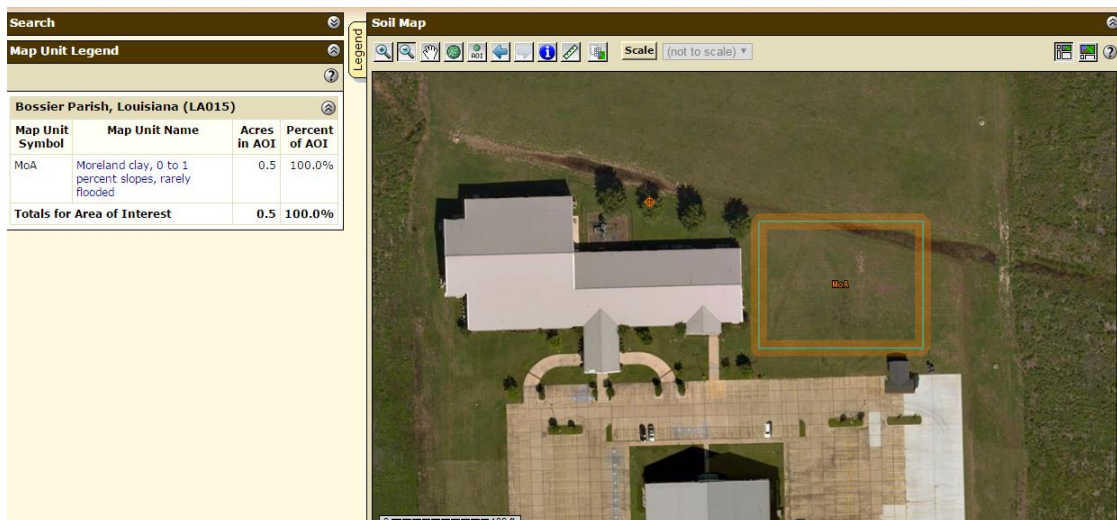 Search
Map Unit Legend
Bossier Parish, Louisiana (LA015)
Map Unit Symbol
Map Unit Name
Acres in AOI
Percent of AOI
MoA
Moreland clay, 0 to 1
percent slopes, rarely
flooded
0.5
100.0%
Totals for Area of Interest
0.5
100.0%
Legend
Soil Map
AOI
Scale
(not to scale)
MoA